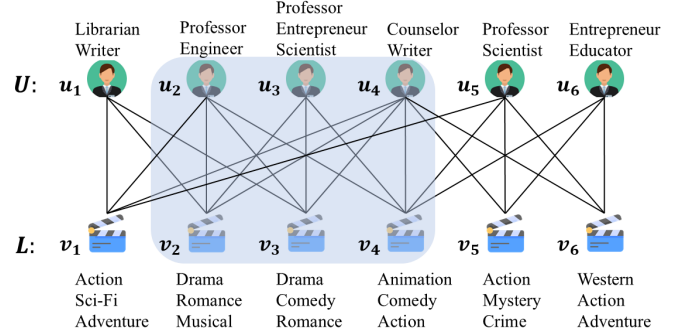 Librarian
Writer
Professor
Engineer
Professor
Entrepreneur
Scientist
Counselor
Writer
Professor
Scientist
Entrepreneur
Educator
U: u1 u2 u3 u4 u5 u6
L: v1 v2 v3 v4 v5 v6
Action
Sci-Fi
Adventure
Drama
Romance
Musical
Drama
Comedy
Romance
Animation
Comedy
Action
Action
Mystery
Crime
Western
Action
Adventure